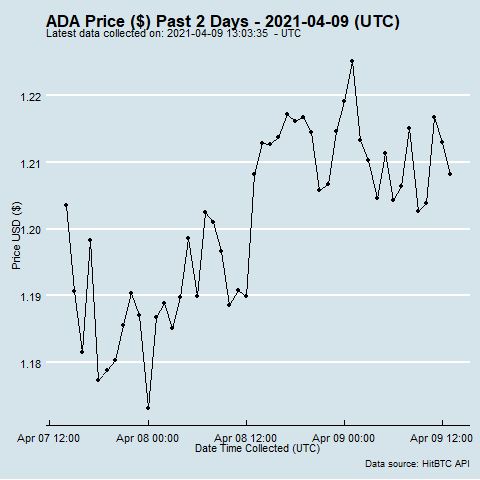 ADA Price ($) Past 2 Days - 2021-04-09 (UTC)
Latest data collected on: 2021-04-09 13:03:35 - UTC
1.22
1.21
1.20
1.19
1.18
Price USD ($)
Apr 07 12:00 Apr 08 00:00 Apr 08 12:00 Apr 09 00:00 Apr 09 12:00
Date Time Collected (UTC)
Data source: HitBTC API